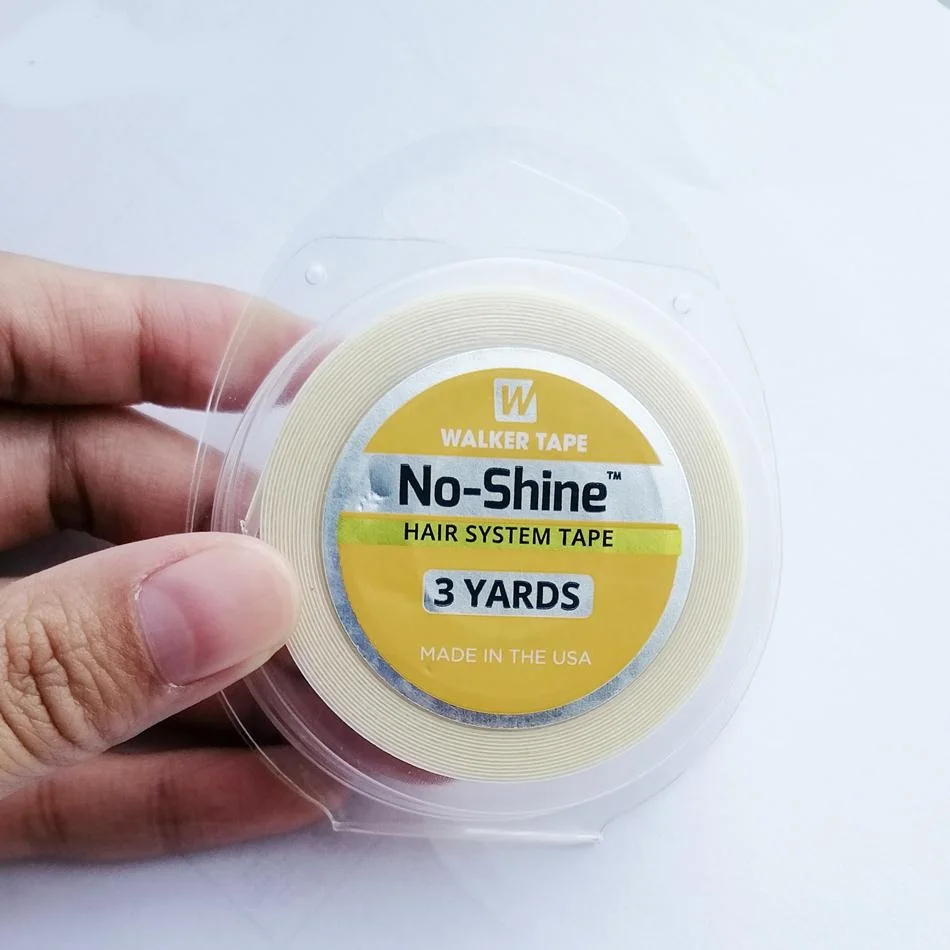 W
WALKER TAPE
No-Shine™
HAIR SYSTEM TAPE
3 YARDS
MADE IN THE USA